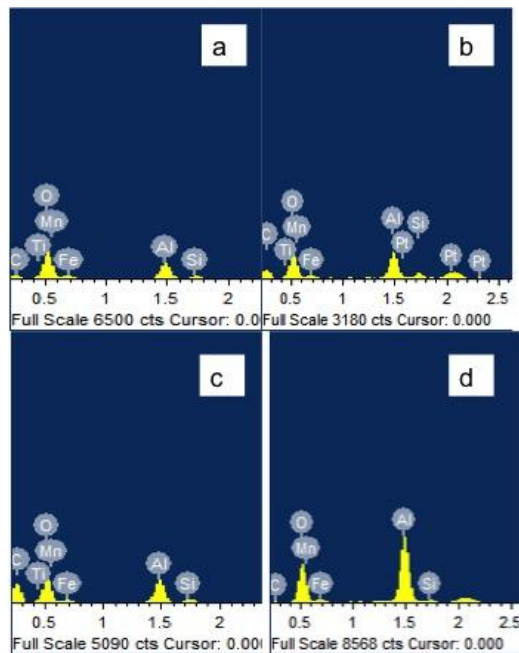 a
O
Mn
C Ti Fe Al Si
0.5 1 1.5 2
Full Scale 6500 cts Cursor: 0.0
b
O
C Mn Al Si
Ti Fe Pt Pt Pt
0.5 1 1.5 2 2.5
Full Scale 3180 cts Cursor: 0.000
c
O
C Mn Al
Ti Fe Si
0.5 1 1.5 2
Full Scale 5090 cts Cursor: 0.00
d
O Al
Mn
C Fe Si
0.5 1 1.5 2 2.5
Full Scale 8568 cts Cursor: 0.000